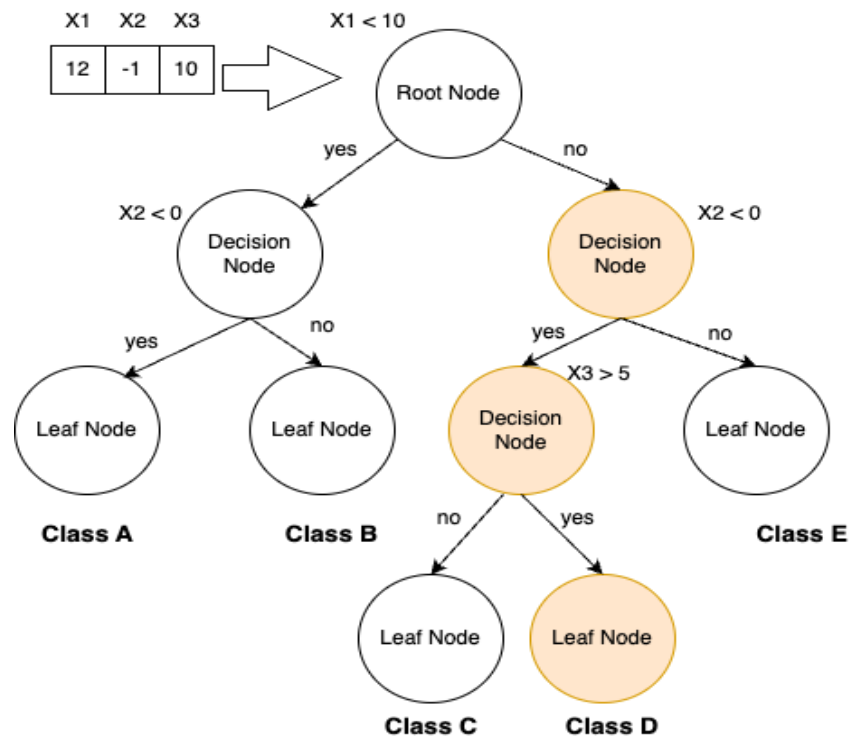 X1 X2 X3
12 -1 10
X1 < 10
Root Node
yes
no
X2 < 0
Decision
Node
X2 < 0
Decision
Node
yes
no
yes
no
Leaf Node
Leaf Node
X3 > 5
Decision
Node
Leaf Node
Class A
Class B
no
yes
Class E
Leaf Node
Leaf Node
Class C
Class D